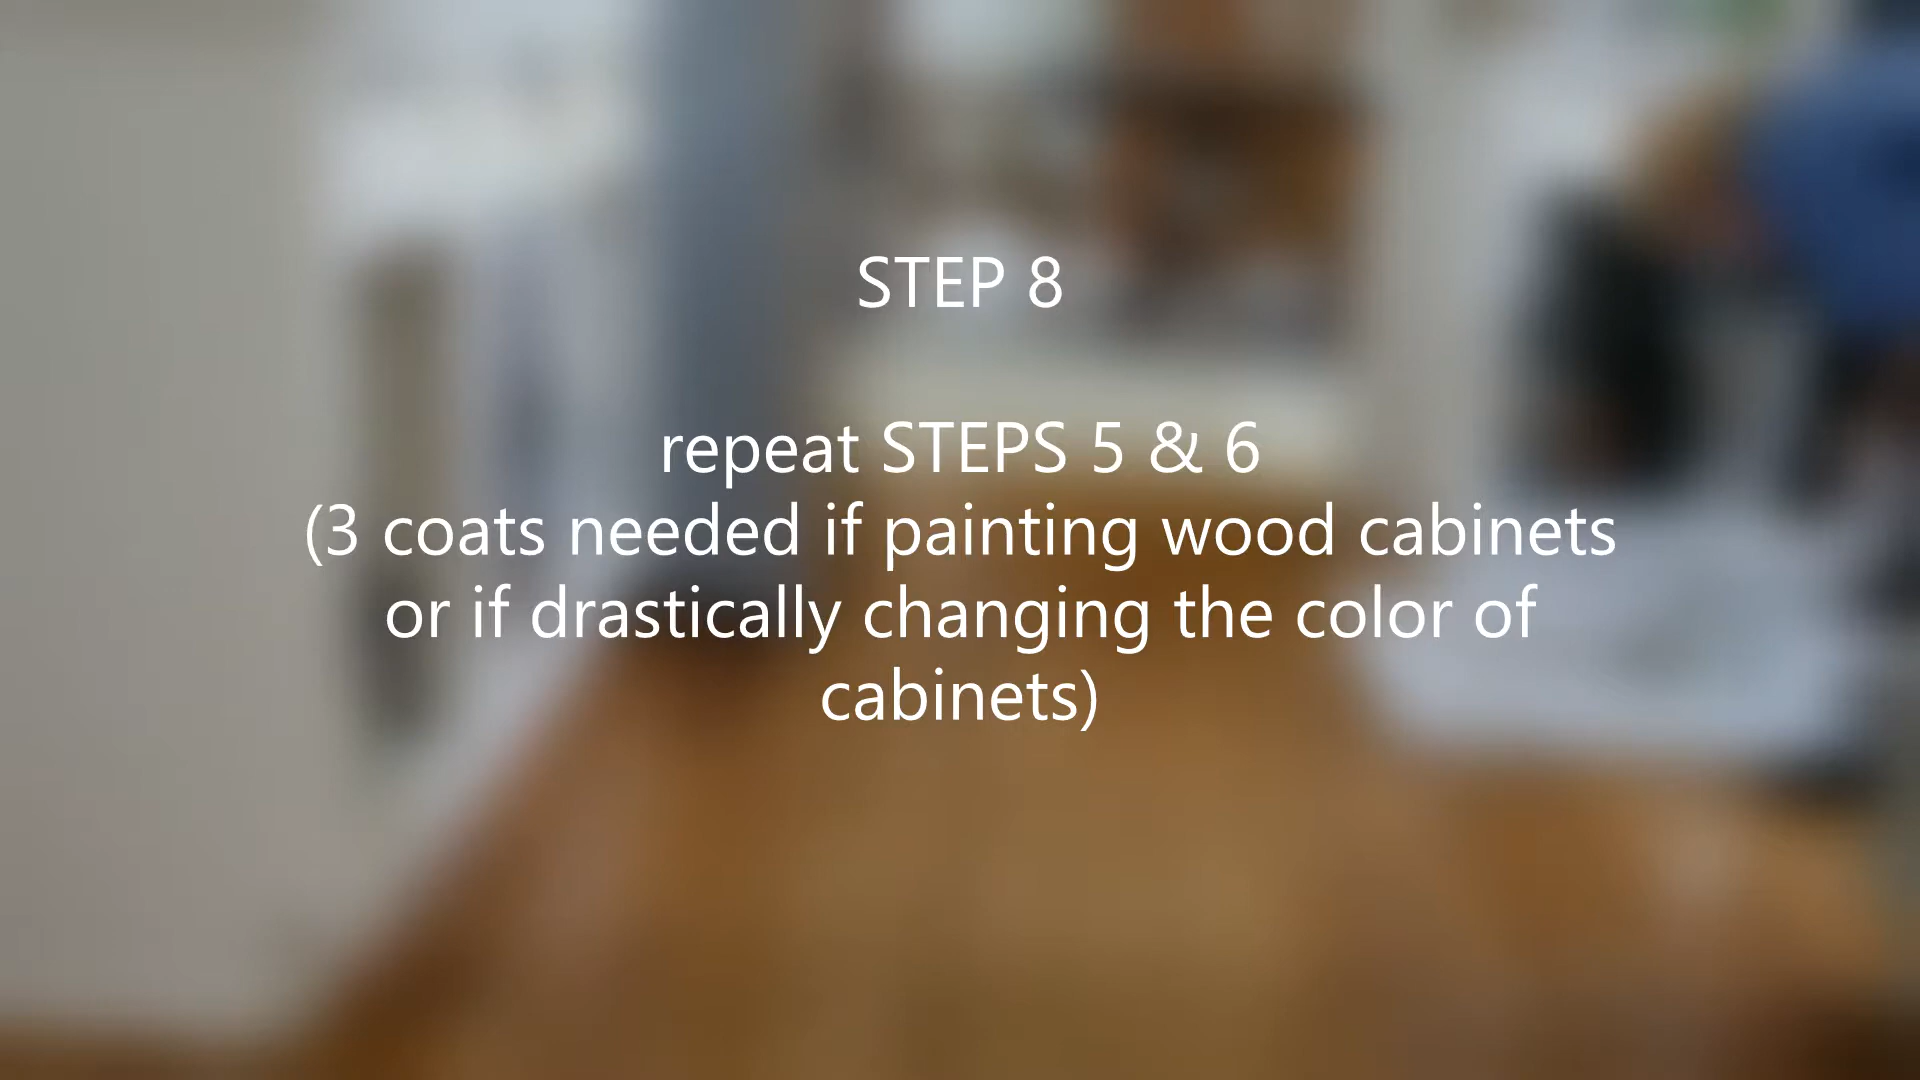 STEP 8
repeat STEPS 5 & 6
(3 coats needed if painting wood cabinets
or if drastically changing the color of
cabinets)